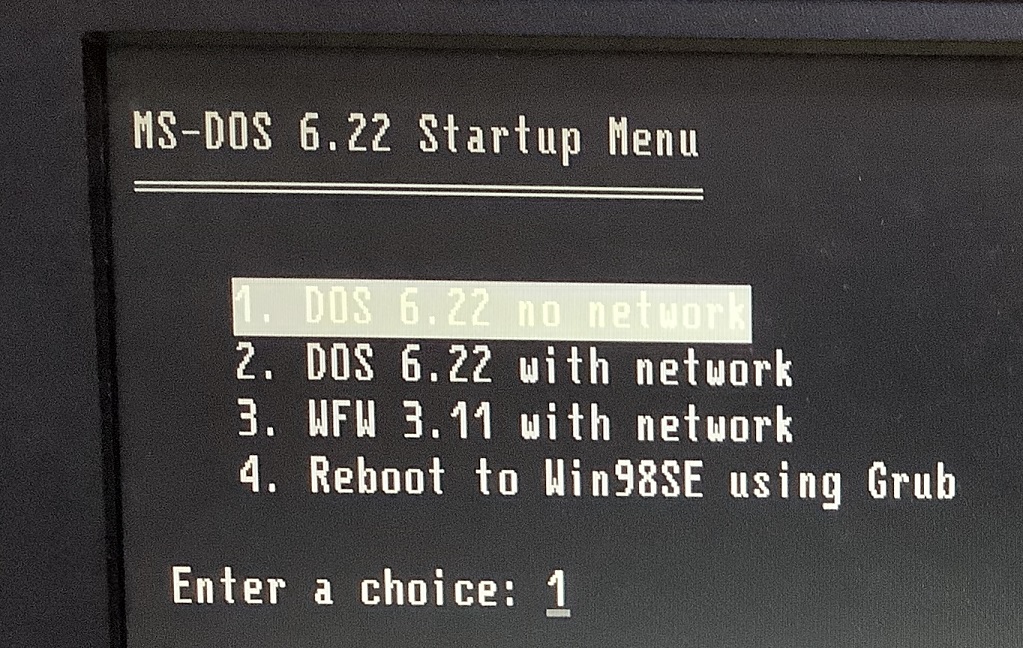 MS-DOS 6.22 Startup Menu
1. DOS 6.22 no network
2. DOS 6.22 with network
3. WFW 3.11 with network
4. Reboot to Win98SE using Grub
Enter a choice: 1